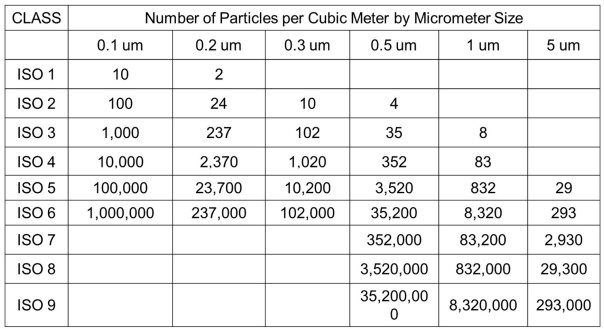 CLASS Number of Particles per Cubic Meter by Micrometer Size
0.1 um 0.2 um 0.3 um 0.5 um 1 um 5 um
ISO 1 10 2
ISO 2 100 24 10 4
ISO 3 1,000 237 102 35 8
ISO 4 10,000 2,370 1,020 352 83
ISO 5 100,000 23,700 10,200 3,520 832 29
ISO 6 1,000,000 237,000 102,000 35,200 8,320 293
ISO 7 352,000 83,200 2,930
ISO 8 3,520,000 832,000 29,300
ISO 9 35,200,00
0 8,320,000 293,000